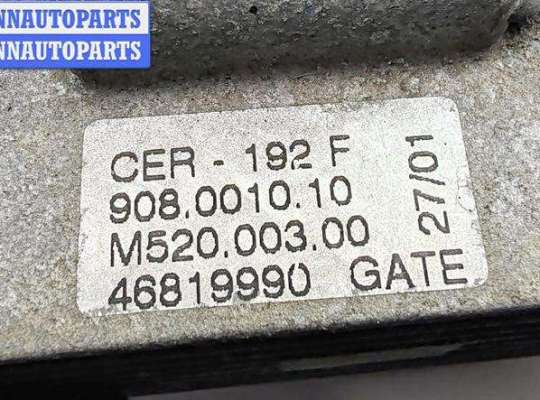 NNAUTOPARTS
NNAUTOPARTS
CER - 192 F
908.0010.10
M520.003.00
46819990 GATE
27/01